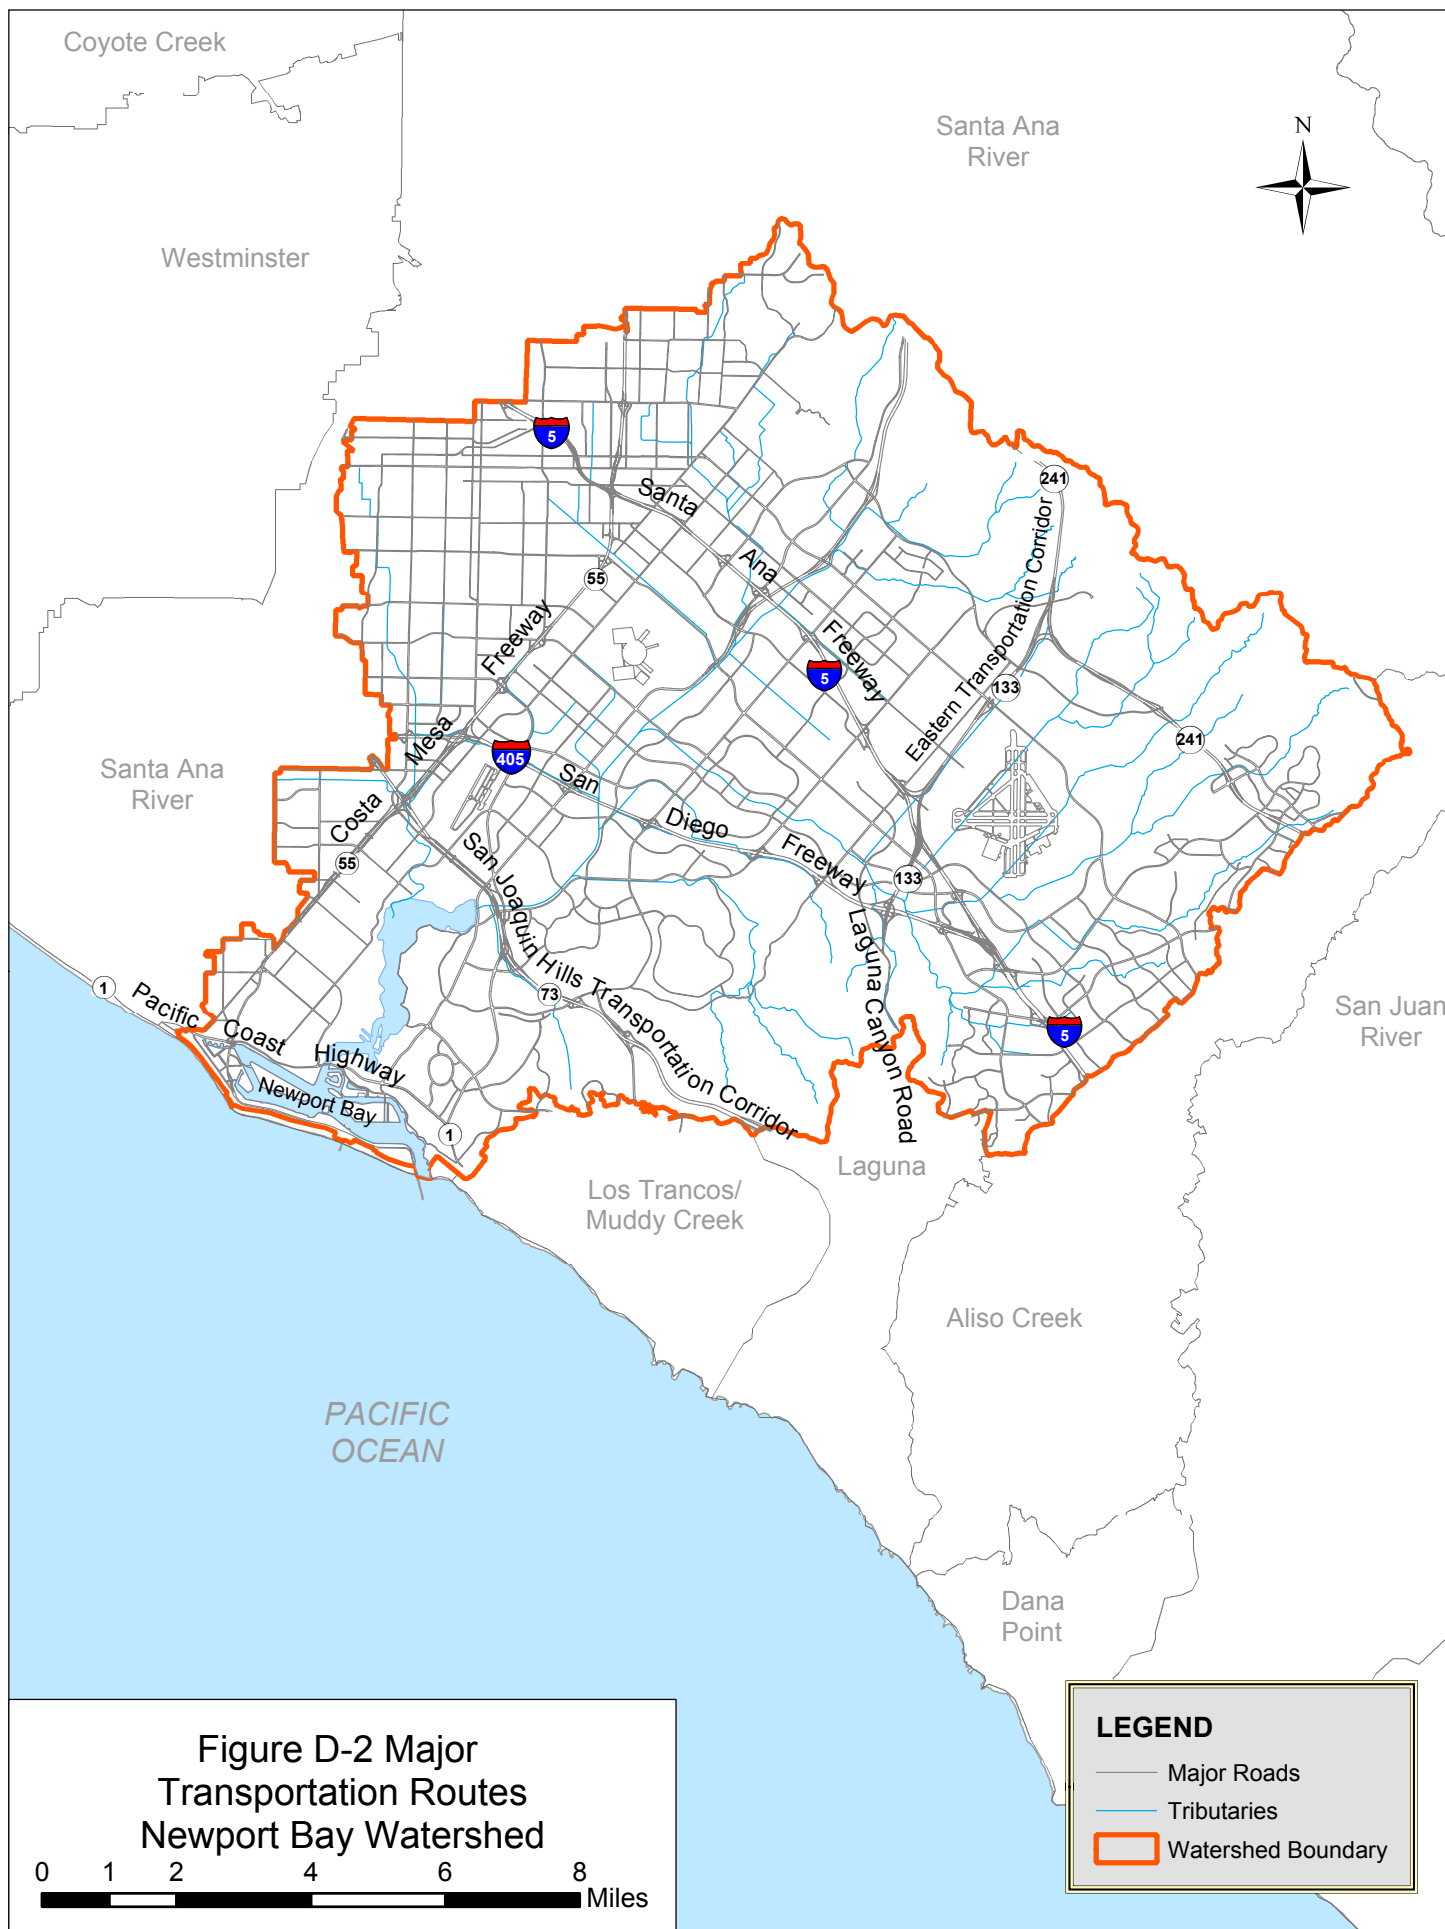 Coyote Creek
Santa Ana
River
N
Westminster
5
241
Santa
Ana
Freeway
55
Freeway
Eastern Transportation Corridor
5
133
241
Mesa
405
San
Diego
Freeway
Santa Ana
River
Costa
55
133
San Joaquin Hills Transportation Corridor
Laguna Canyon Road
73
1
Pacific
Coast
Highway
5
San Juan
River
Newport Bay
1
Laguna
Los Trancos/
Muddy Creek
Aliso Creek
PACIFIC
OCEAN
Dana
Point
Figure D-2 Major
Transportation Routes
Newport Bay Watershed
0 1 2 4 6 8
Miles
LEGEND
Major Roads
Tributaries
Watershed Boundary